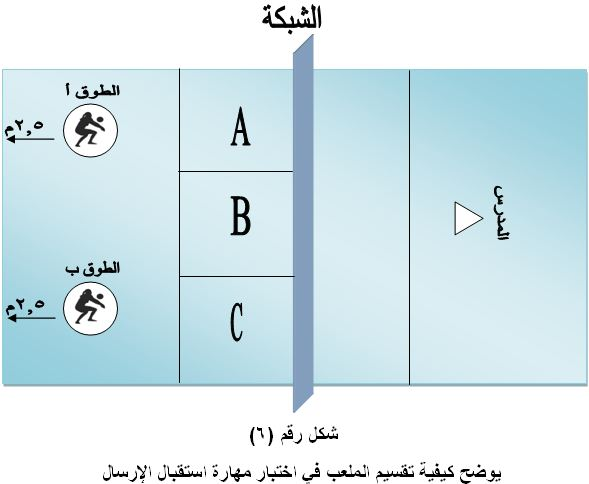 الشبكة
الطوق أ
٢,٥م
A
B
المدرس
الطوق ب
٢,٥م
C
شكل رقم (٦)
يوضح كيفية تقسيم الملعب في اختبار مهارة استقبال الإرسال